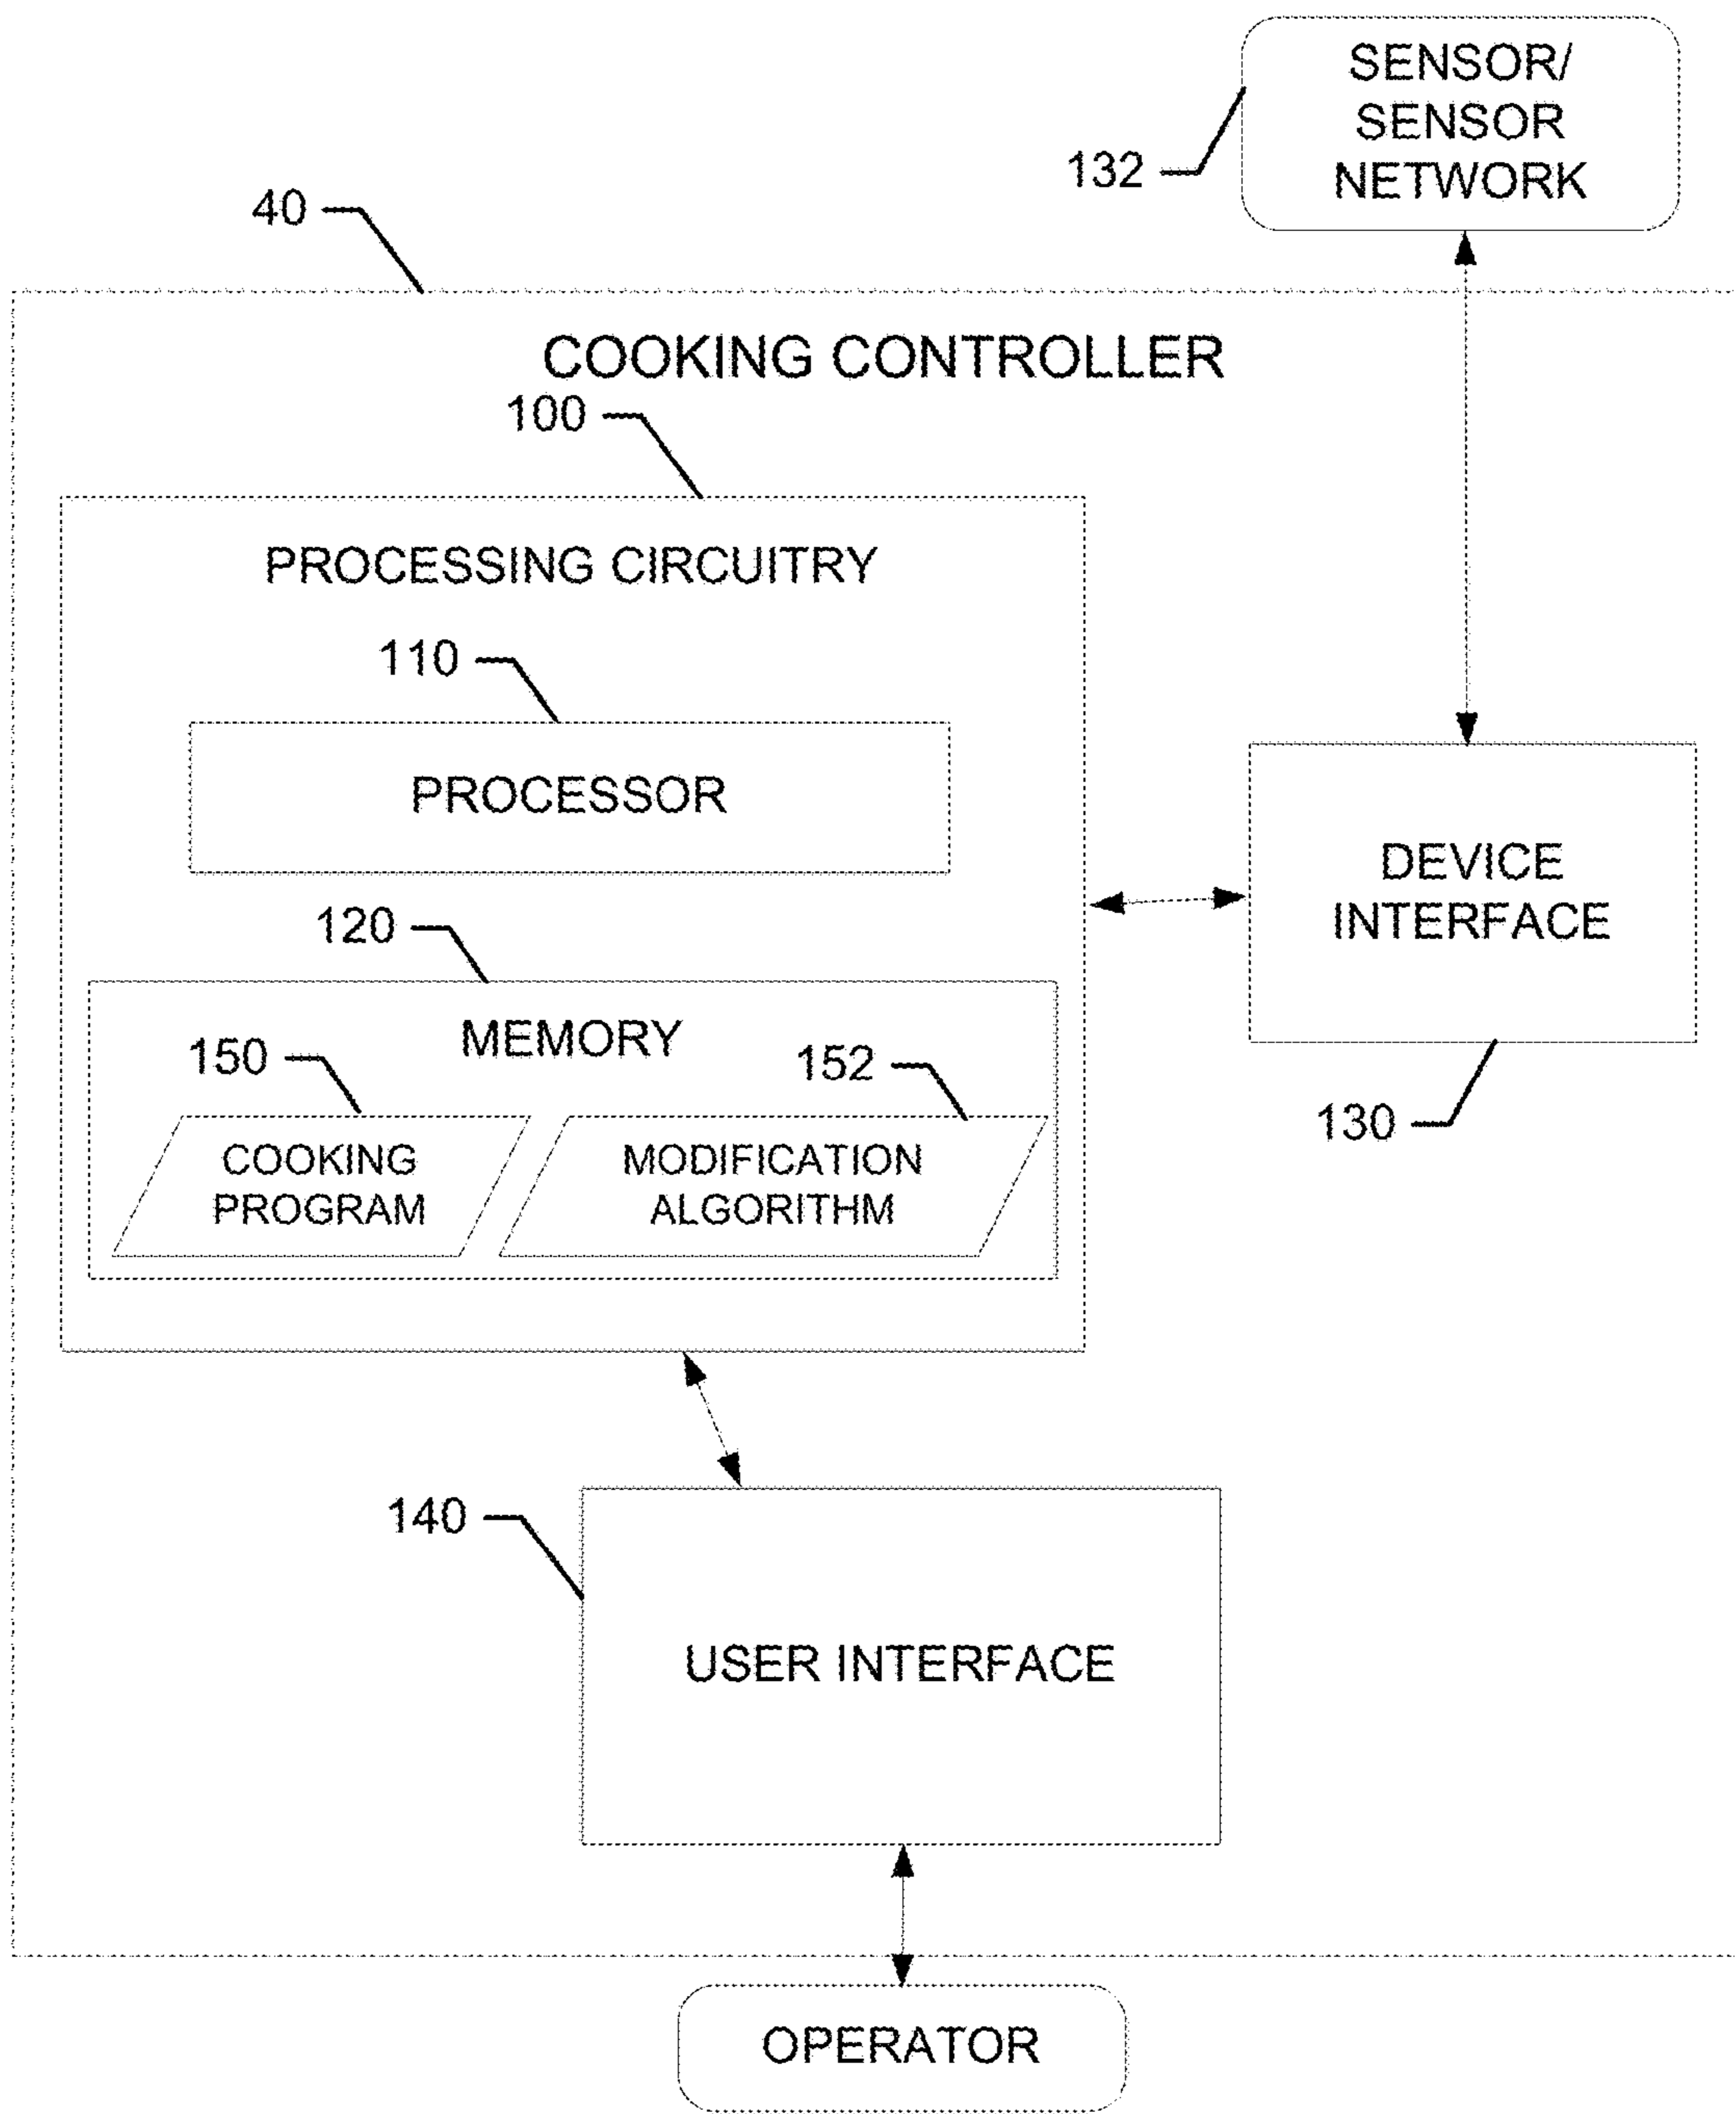 SENSOR/
SENSOR
NETWORK
132
40
COOKING CONTROLLER
100
PROCESSING CIRCUITRY
110
PROCESSOR
DEVICE
INTERFACE
120
MEMORY
150
152
130
COOKING
PROGRAM
MODIFICATION
ALGORITHM
140
USER INTERFACE
OPERATOR